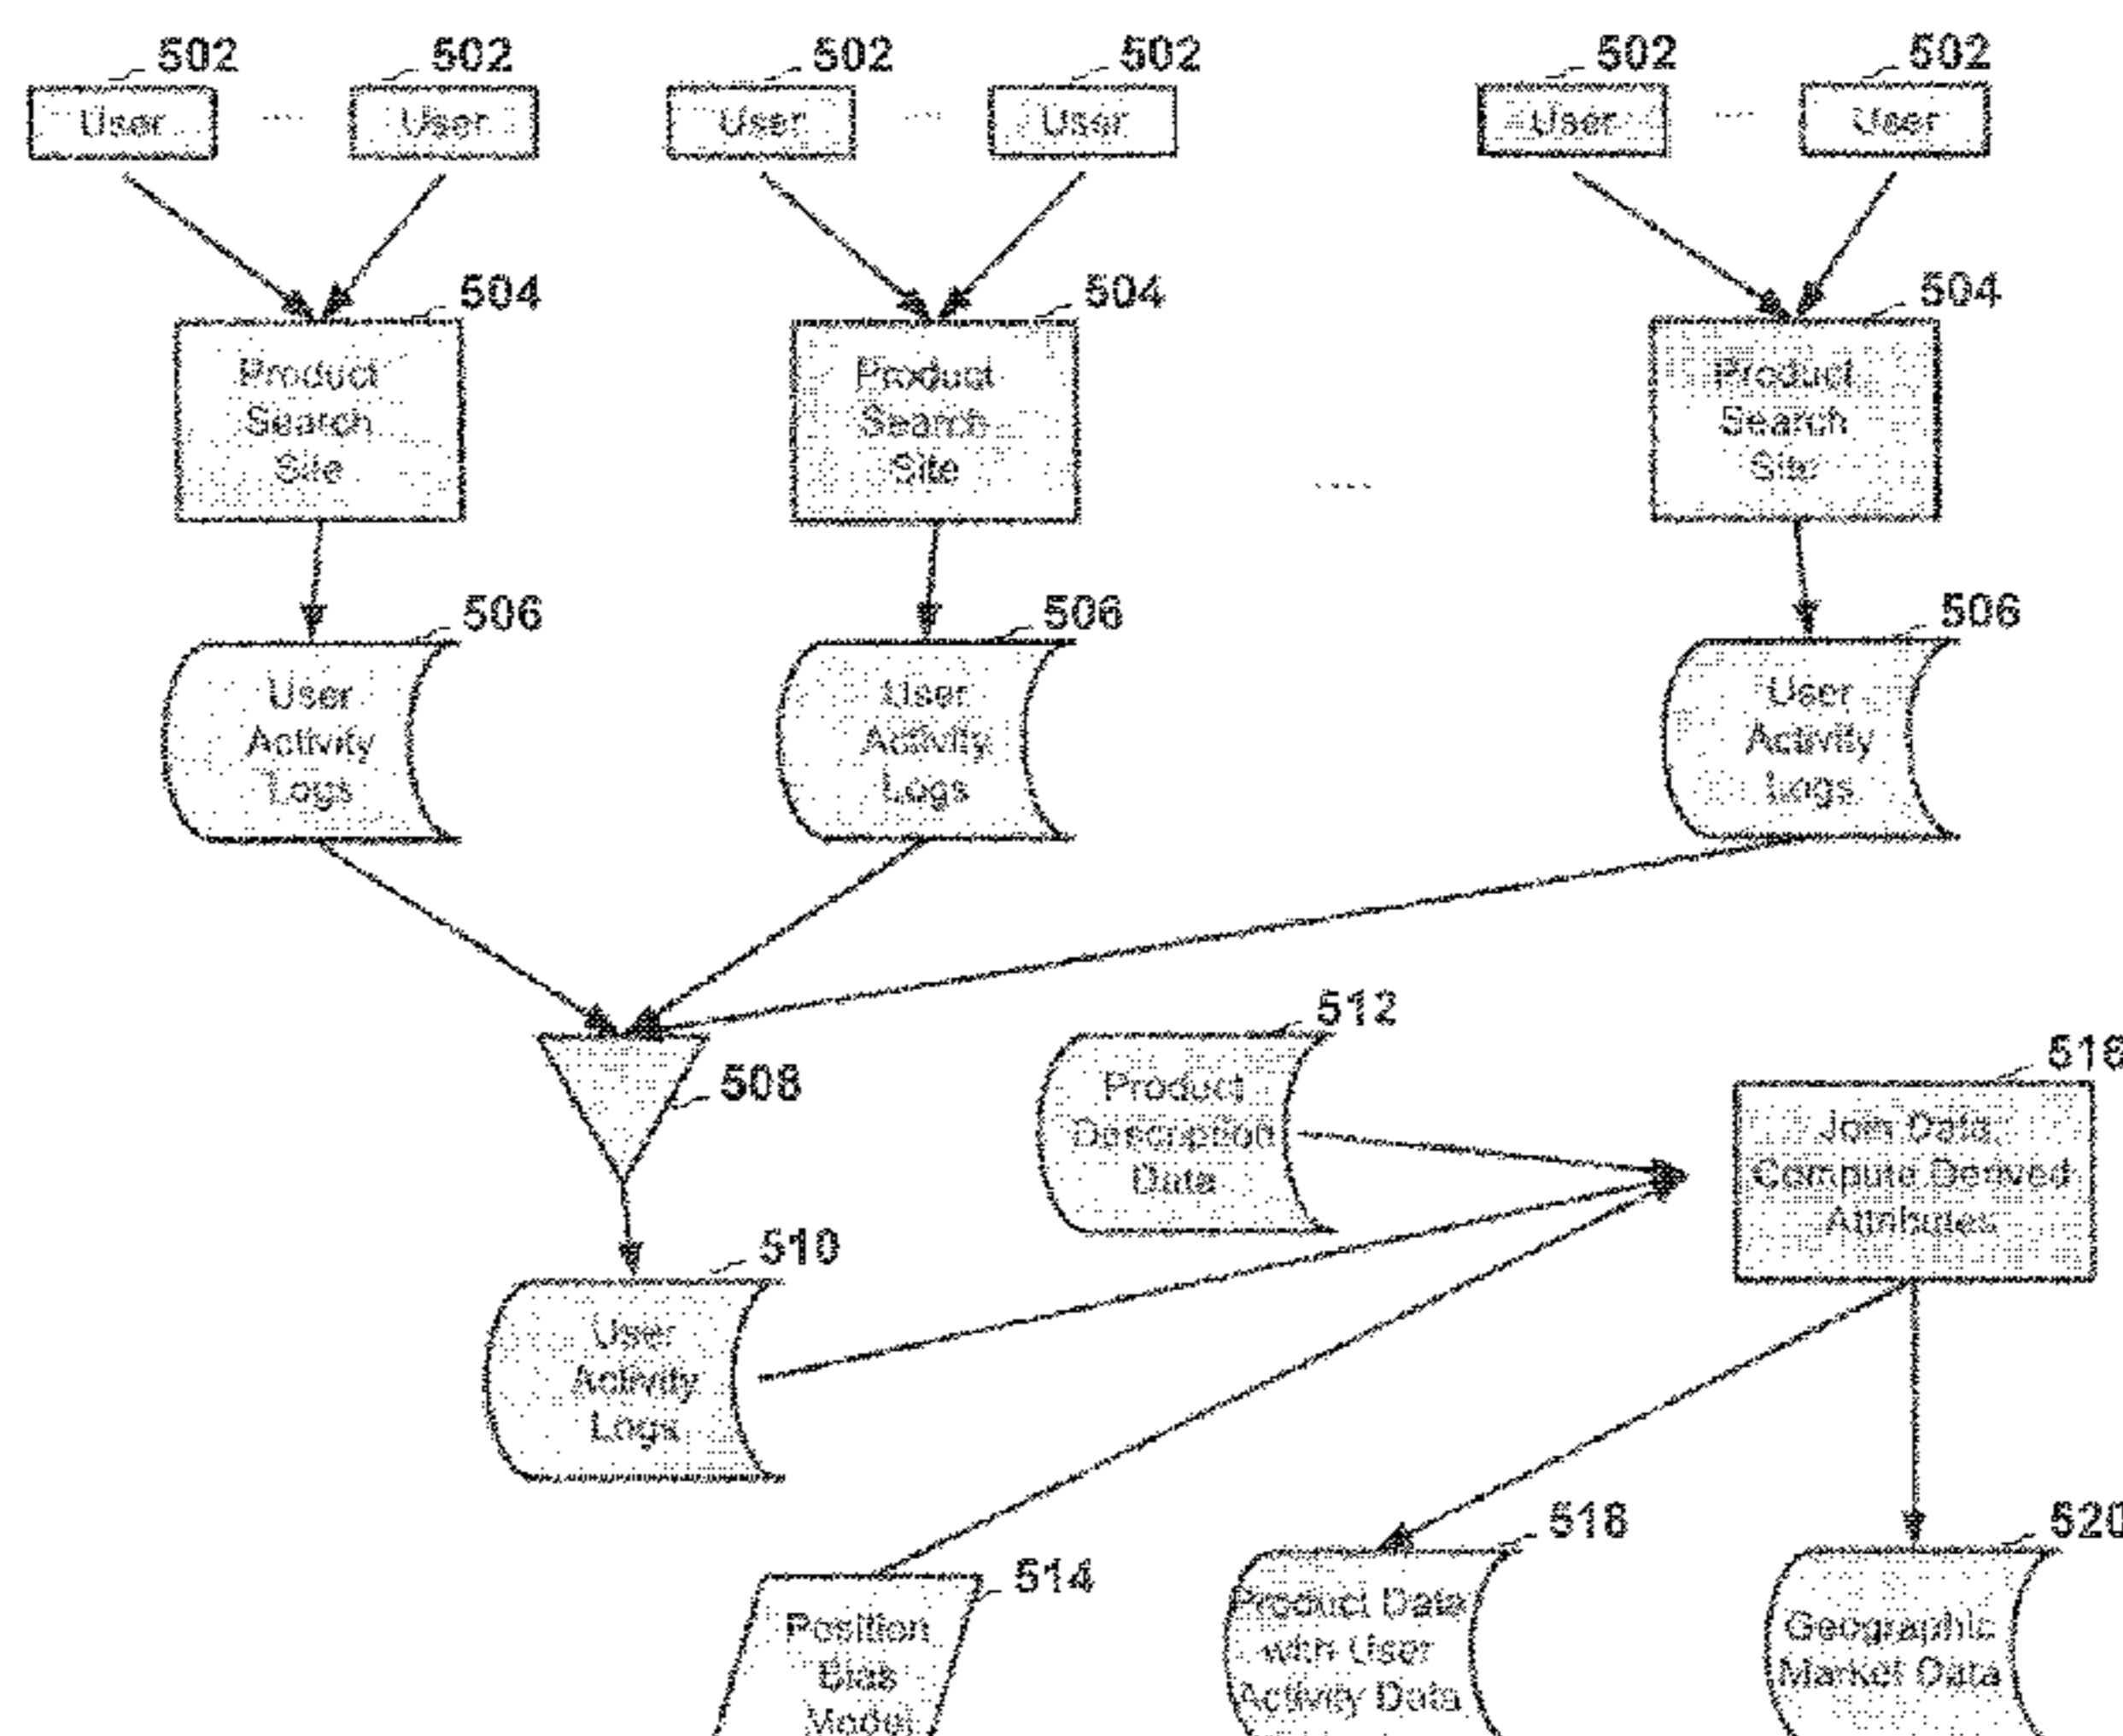 502 502 502 502 502 502
User ... User User ... User User ... User
504 504 504
Product Product Product
Search Search Search
Site Site ... Site
506 506 506
User User User
Activity Activity Activity
Logs Logs Logs
512
508
516
Product
Description
Data
Join Data,
Compute Derived
Attributes
510
User
Activity
Logs
514
518
520
Position
Bias
Model
Product Data
with User
Activity Data
Geographic
Market Data